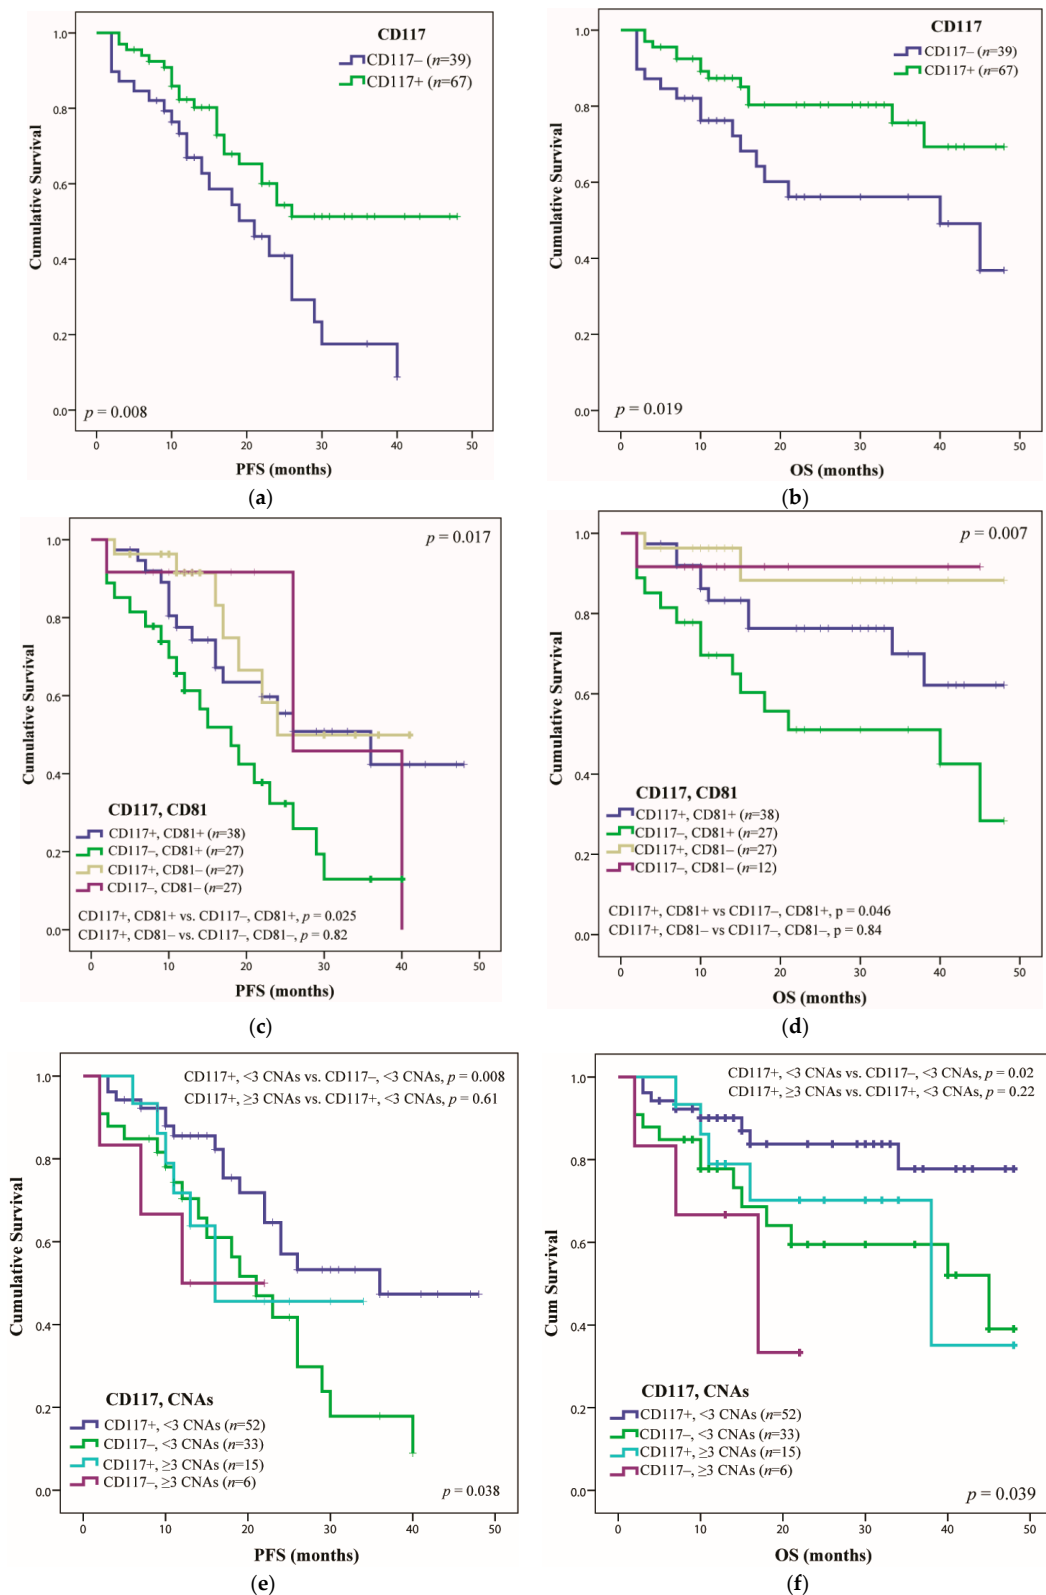 CD117
CD117– (n=39)
CD117+ (n=67)
1.0
0.8
0.6
0.4
0.2
0.0
Cumulative Survival
p = 0.008
0 10 20 30 40 50
PFS (months)
(a)
CD117
CD117– (n=39)
CD117+ (n=67)
1.0
0.8
0.6
0.4
0.2
0.0
Cumulative Survival
p = 0.019
0 10 20 30 40 50
OS (months)
(b)
p = 0.017
1.0
0.8
0.6
0.4
0.2
0.0
Cumulative Survival
CD117, CD81
CD117+, CD81+ (n=38)
CD117–, CD81+ (n=27)
CD117+, CD81– (n=27)
CD117–, CD81– (n=27)
CD117+, CD81+ vs. CD117–, CD81+, p = 0.025
CD117+, CD81– vs. CD117–, CD81–, p = 0.82
0 10 20 30 40 50
PFS (months)
(c)
p = 0.007
1.0
0.8
0.6
0.4
0.2
0.0
Cumulative Survival
CD117, CD81
CD117+, CD81+ (n=38)
CD117–, CD81+ (n=27)
CD117+, CD81– (n=27)
CD117–, CD81– (n=12)
CD117+, CD81+ vs CD117–, CD81+, p = 0.046
CD117+, CD81– vs CD117–, CD81–, p = 0.84
0 10 20 30 40 50
OS (months)
(d)
CD117+, <3 CNAs vs. CD117–, <3 CNAs, p = 0.008
CD117+, ≥3 CNAs vs. CD117+, <3 CNAs, p = 0.61
1.0
0.8
0.6
0.4
0.2
0.0
Cumulative Survival
CD117, CNAs
CD117+, <3 CNAs (n=52)
CD117–, <3 CNAs (n=33)
CD117+, ≥3 CNAs (n=15)
CD117–, ≥3 CNAs (n=6)
p = 0.038
0 10 20 30 40 50
PFS (months)
(e)
CD117+, <3 CNAs vs. CD117–, <3 CNAs, p = 0.02
CD117+, ≥3 CNAs vs. CD117+, <3 CNAs, p = 0.22
1.0
0.8
0.6
0.4
0.2
0.0
Cum Survival
CD117, CNAs
CD117+, <3 CNAs (n=52)
CD117–, <3 CNAs (n=33)
CD117+, ≥3 CNAs (n=15)
CD117–, ≥3 CNAs (n=6)
p = 0.039
0 10 20 30 40 50
OS (months)
(f)